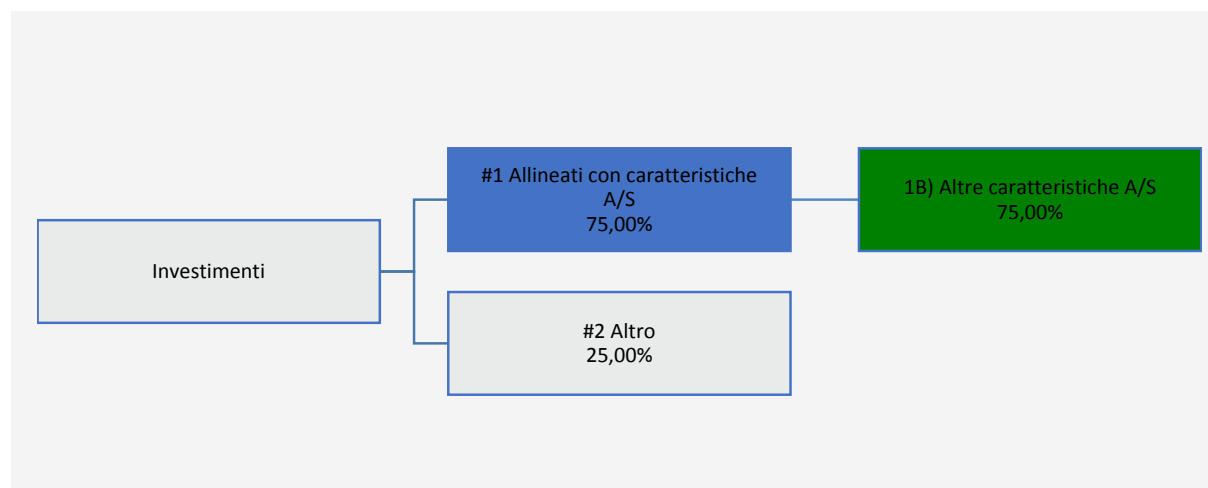 Investimenti
#1 Allineati con caratteristiche
A/S
75,00%
1B) Altre caratteristiche A/S
75,00%
#2 Altro
25,00%